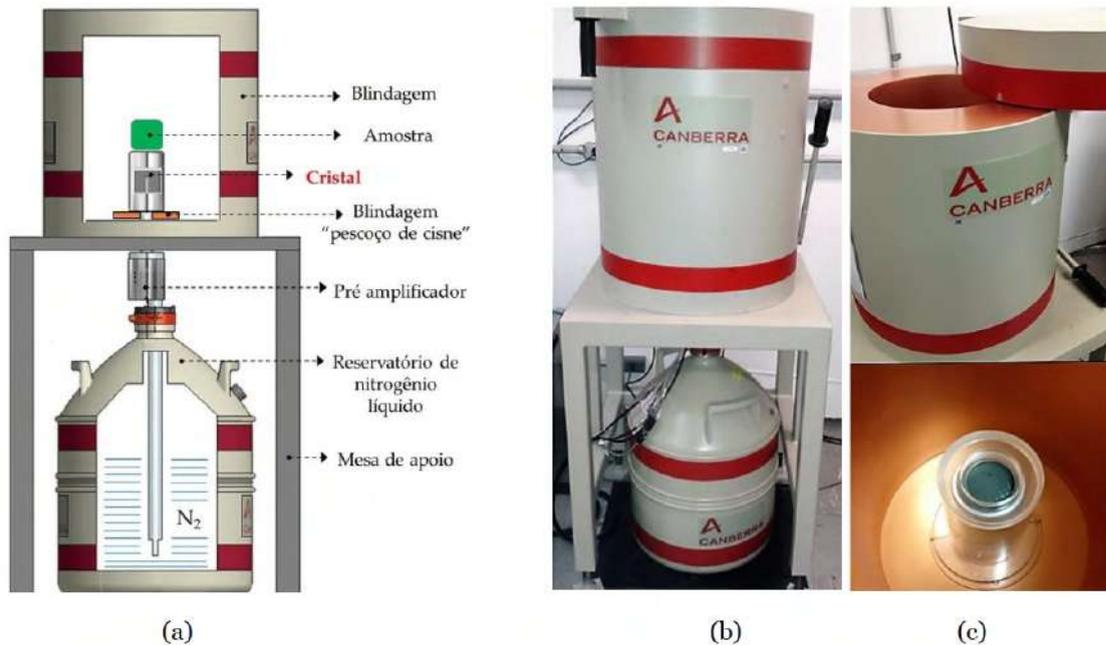 Blindagem
Amostra
Cristal
Blindagem
"pescoço de cisne"
Pré amplificador
Reservatório de
nitrogênio
líquido
Mesa de apoio
N₂
CANBERRA
CANBERRA
CANBERRA
(a)
(b)
(c)